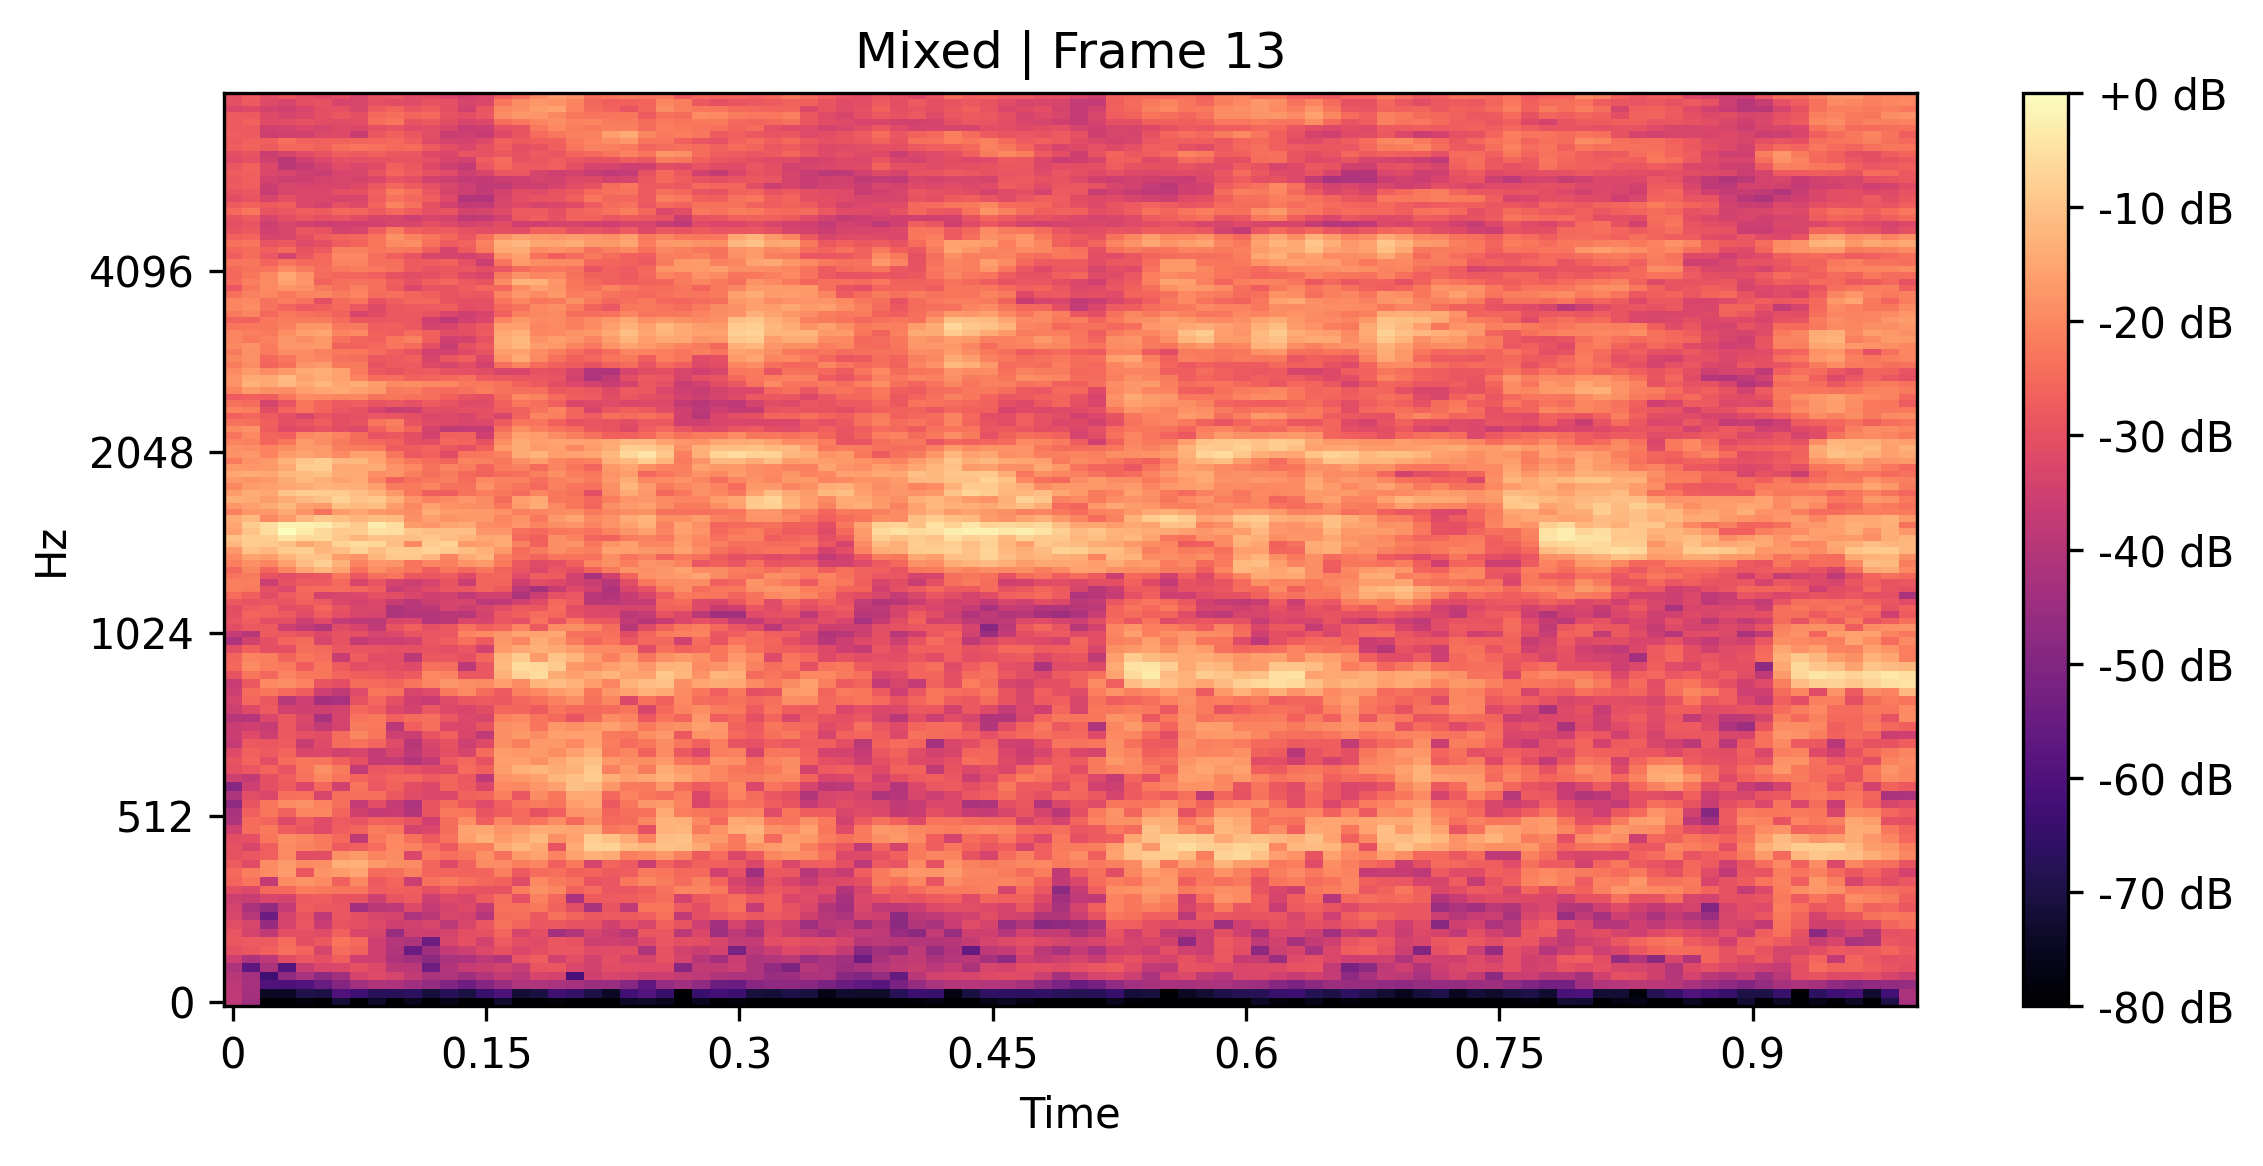 Mixed | Frame 13
+0 dB
-10 dB
-20 dB
-30 dB
-40 dB
-50 dB
-60 dB
-70 dB
-80 dB
4096
2048
1024
512
0
Hz
0 0.15 0.3 0.45 0.6 0.75 0.9
Time